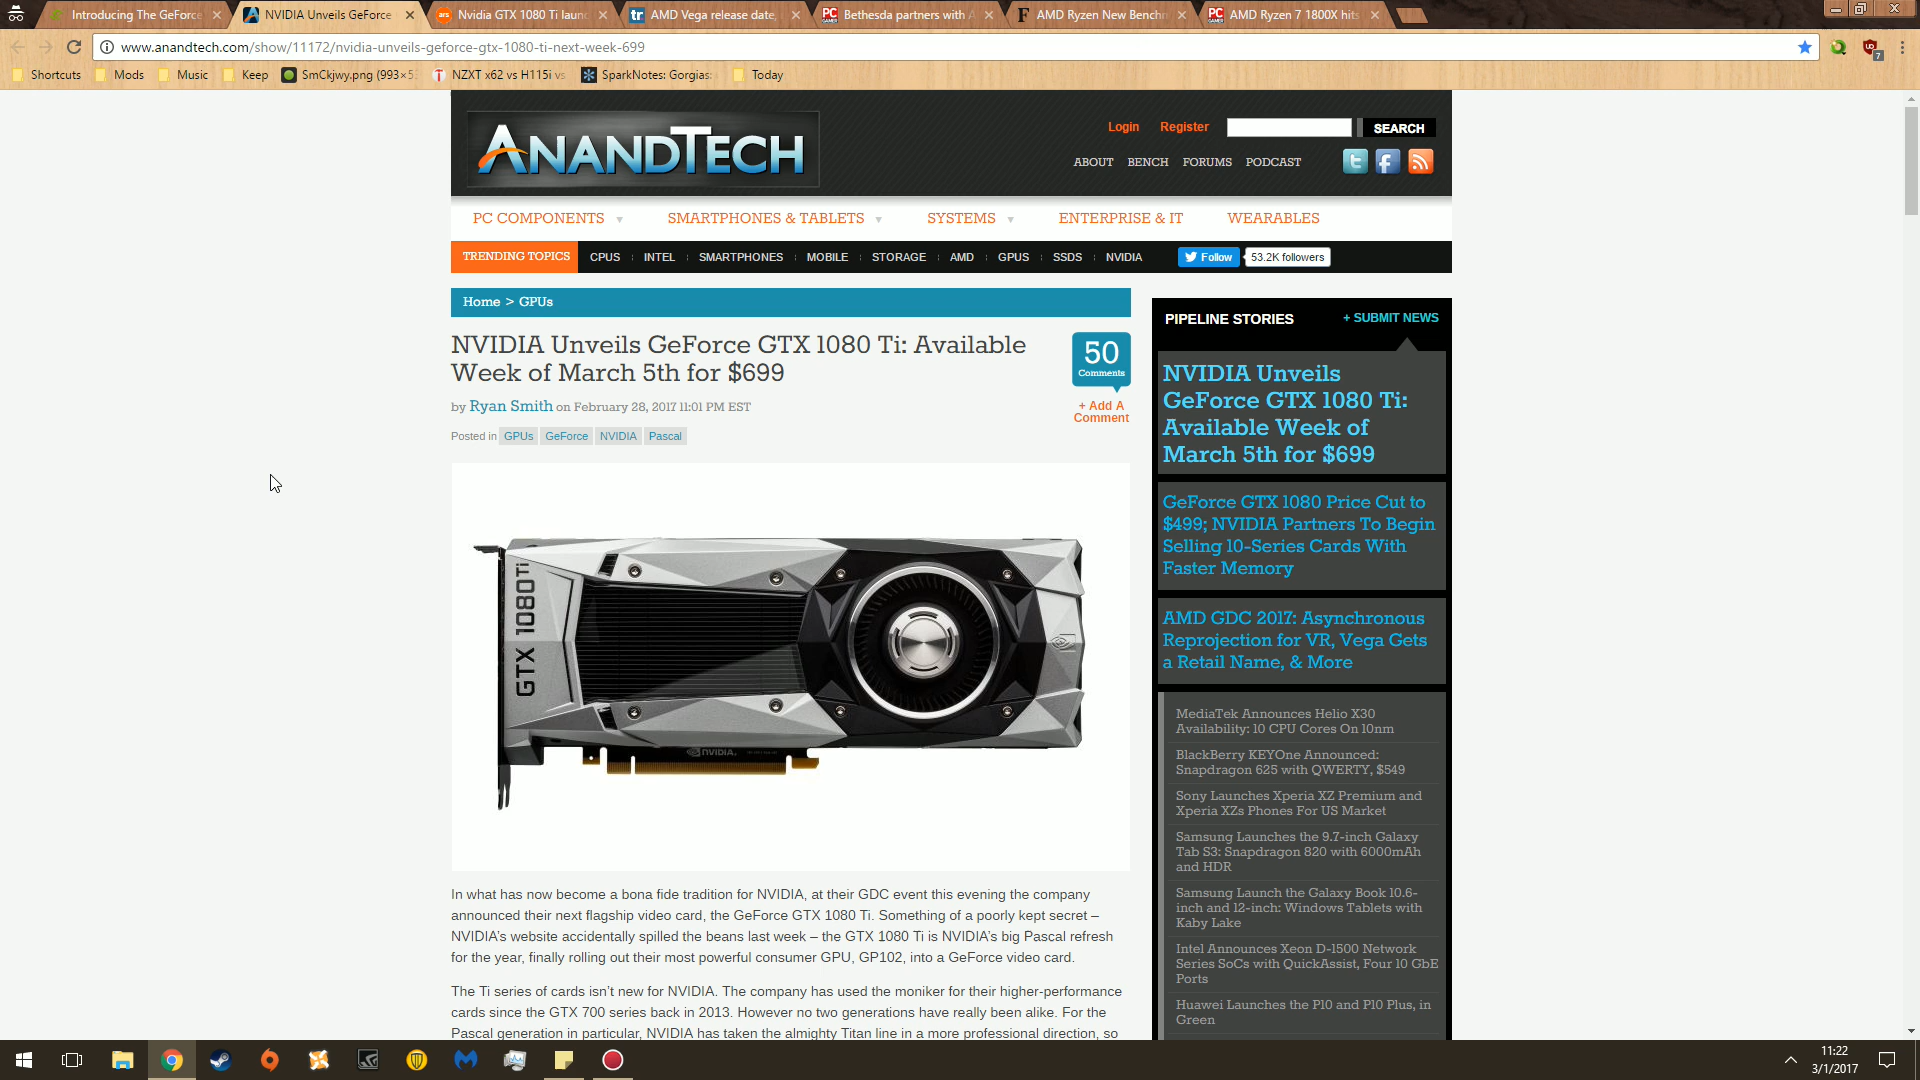 Introducing The GeForce
NVIDIA Unveils GeForce
Nvidia GTX 1080 Ti laun
AMD Vega release date,
Bethesda partners with A
AMD Ryzen New Benchm
AMD Ryzen 7 1800X hits
www.anandtech.com/show/11172/nvidia-unveils-geforce-gtx-1080-ti-next-week-699
Shortcuts Mods Music Keep SmCkjwy.png (993×5 NZXT x62 vs H115i vs SparkNotes: Gorgias: Today
ANANDTECH
Login Register SEARCH
ABOUT BENCH FORUMS PODCAST
PC COMPONENTS SMARTPHONES & TABLETS SYSTEMS ENTERPRISE & IT WEARABLES
TRENDING TOPICS CPUS INTEL SMARTPHONES MOBILE STORAGE AMD GPUS SSDS NVIDIA Follow 53.2K followers
Home > GPUs
NVIDIA Unveils GeForce GTX 1080 Ti: Available
Week of March 5th for $699
by Ryan Smith on February 28, 2017 11:01 PM EST
Posted in GPUs GeForce NVIDIA Pascal
50
Comments
+ Add A
Comment
GTX 1080 Ti
NVIDIA.
In what has now become a bona fide tradition for NVIDIA, at their GDC event this evening the company
announced their next flagship video card, the GeForce GTX 1080 Ti. Something of a poorly kept secret –
NVIDIA's website accidentally spilled the beans last week – the GTX 1080 Ti is NVIDIA's big Pascal refresh
for the year, finally rolling out their most powerful consumer GPU, GP102, into a GeForce video card.
The Ti series of cards isn't new for NVIDIA. The company has used the moniker for their higher-performance
cards since the GTX 700 series back in 2013. However no two generations have really been alike. For the
Pascal generation in particular, NVIDIA has taken the almighty Titan line in a more professional direction, so
PIPELINE STORIES + SUBMIT NEWS
NVIDIA Unveils
GeForce GTX 1080 Ti:
Available Week of
March 5th for $699
GeForce GTX 1080 Price Cut to
$499; NVIDIA Partners To Begin
Selling 10-Series Cards With
Faster Memory
AMD GDC 2017: Asynchronous
Reprojection for VR, Vega Gets
a Retail Name, & More
MediaTek Announces Helio X30
Availability: 10 CPU Cores On 10nm
BlackBerry KEYOne Announced:
Snapdragon 625 with QWERTY, $549
Sony Launches Xperia XZ Premium and
Xperia XZs Phones For US Market
Samsung Launches the 9.7-inch Galaxy
Tab S3: Snapdragon 820 with 6000mAh
and HDR
Samsung Launch the Galaxy Book 10.6-
inch and 12-inch: Windows Tablets with
Kaby Lake
Intel Announces Xeon D-1500 Network
Series SoCs with QuickAssist, Four 10 GbE
Ports
Huawei Launches the P10 and P10 Plus, in
Green
11:22
3/1/2017